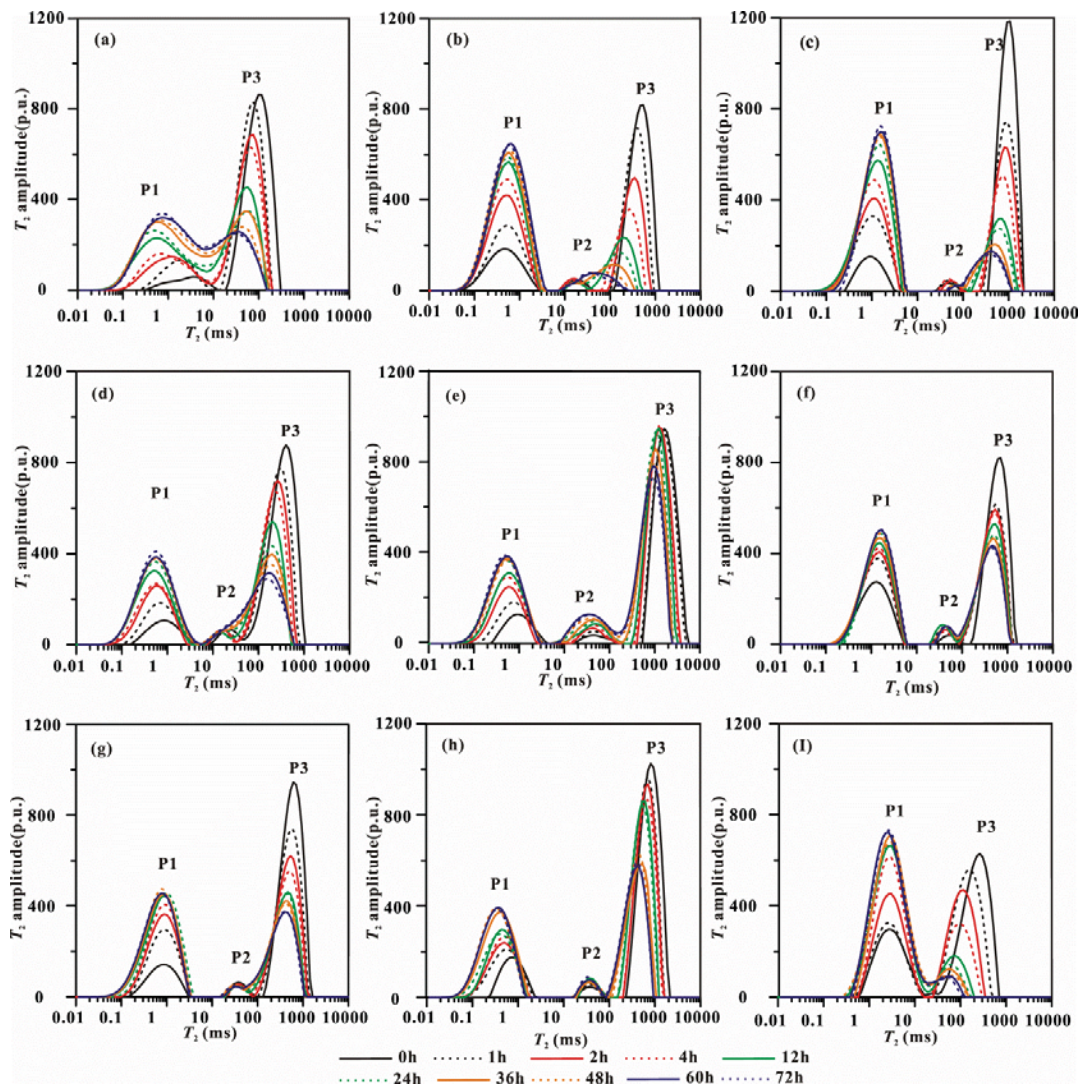 (a) P1 P3
T₂ amplitude(p.u.)
1200
800
400
0
0.01 0.1 1 10 100 1000 10000
T₂ (ms)
(b) P1 P2 P3
T₂ amplitude(p.u.)
1200
800
400
0
0.01 0.1 1 10 100 1000 10000
T₂ (ms)
(c) P1 P2 P3
T₂ amplitude(p.u.)
1200
800
400
0
0.01 0.1 1 10 100 1000 10000
T₂ (ms)
(d) P1 P2 P3
T₂ amplitude(p.u.)
1200
800
400
0
0.01 0.1 1 10 100 1000 10000
T₂ (ms)
(e) P1 P2 P3
T₂ amplitude(p.u.)
1200
800
400
0
0.01 0.1 1 10 100 1000 10000
T₂ (ms)
(f) P1 P2 P3
T₂ amplitude(p.u.)
1200
800
400
0
0.01 0.1 1 10 100 1000 10000
T₂ (ms)
(g) P1 P2 P3
T₂ amplitude(p.u.)
1200
800
400
0
0.01 0.1 1 10 100 1000 10000
T₂ (ms)
(h) P1 P2 P3
T₂ amplitude(p.u.)
1200
800
400
0
0.01 0.1 1 10 100 1000 10000
T₂ (ms)
(I) P1 P3
T₂ amplitude(p.u.)
1200
800
400
0
0.01 0.1 1 10 100 1000 10000
T₂ (ms)
0h 1h 2h 4h 12h
24h 36h 48h 60h 72h